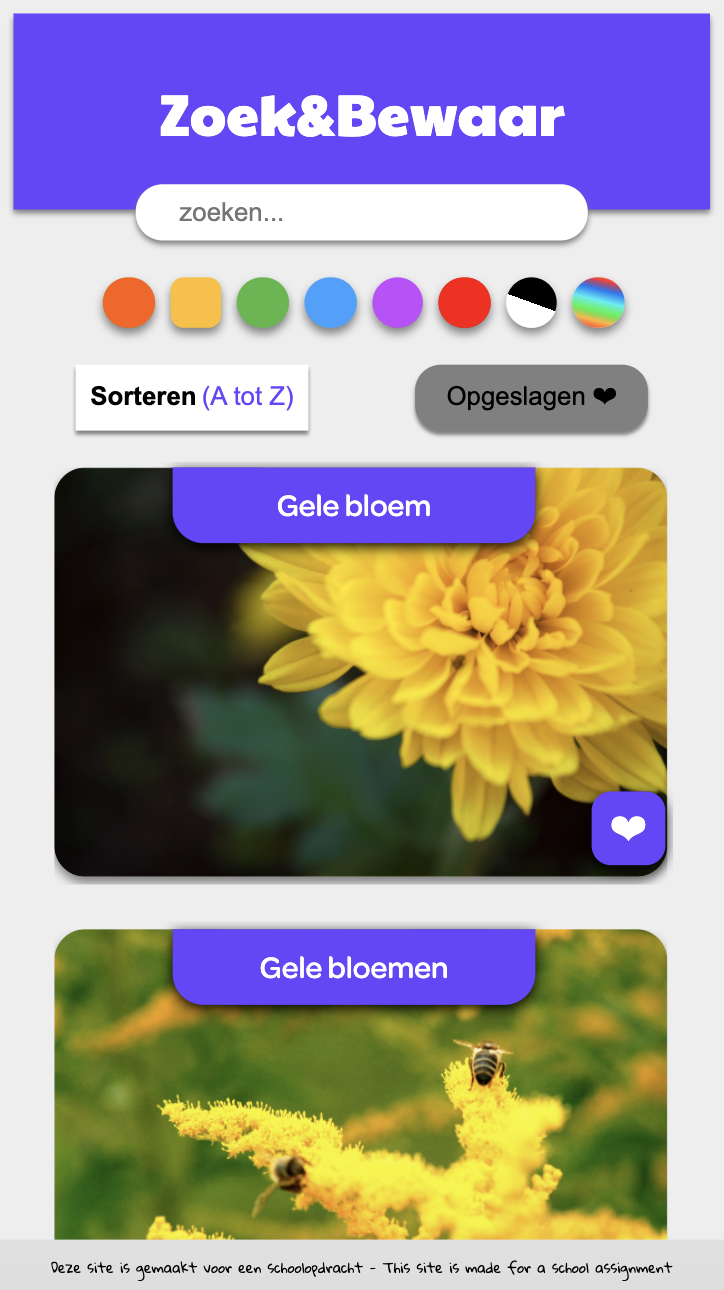 Zoek&Bewaar
zoeken...
Sorteren (A tot Z)
Opgeslagen ❤
Gele bloem
❤
Gele bloemen
Deze site is gemaakt voor een schoolopdracht - This site is made for a school assignment